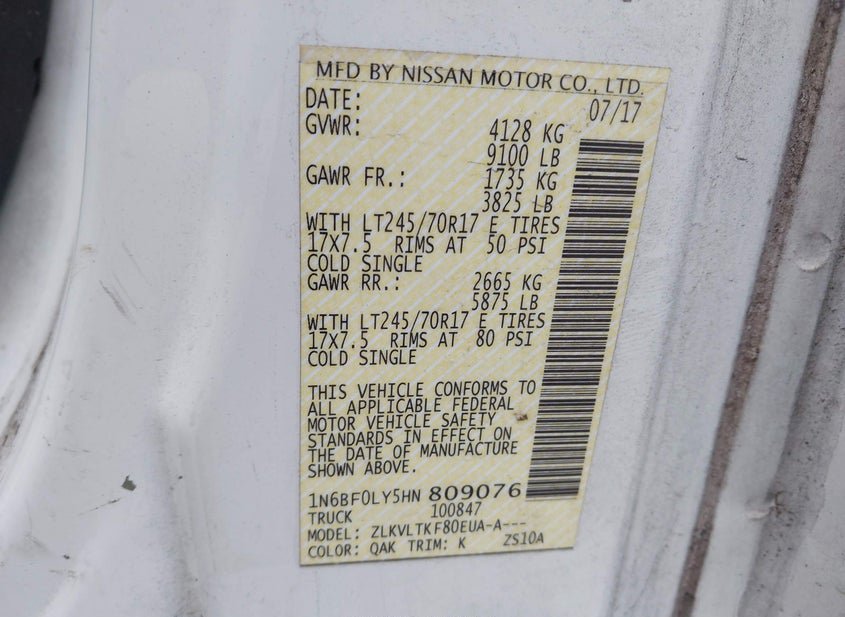 MFD BY NISSAN MOTOR CO., LTD.
DATE: 07/17
GVWR: 4128 KG
9100 LB
GAWR FR.: 1735 KG
3825 LB
WITH LT245/70R17 E TIRES
17X7.5 RIMS AT 50 PSI
COLD SINGLE
GAWR RR.: 2665 KG
5875 LB
WITH LT245/70R17 E TIRES
17X7.5 RIMS AT 80 PSI
COLD SINGLE
THIS VEHICLE CONFORMS TO
ALL APPLICABLE FEDERAL
MOTOR VEHICLE SAFETY
STANDARDS IN EFFECT ON
THE DATE OF MANUFACTURE
SHOWN ABOVE.
1N6BF0LY5HN 809076
TRUCK 100847
MODEL: ZLKVLTKF80EUA-A---
COLOR: QAK TRIM: K ZS10A